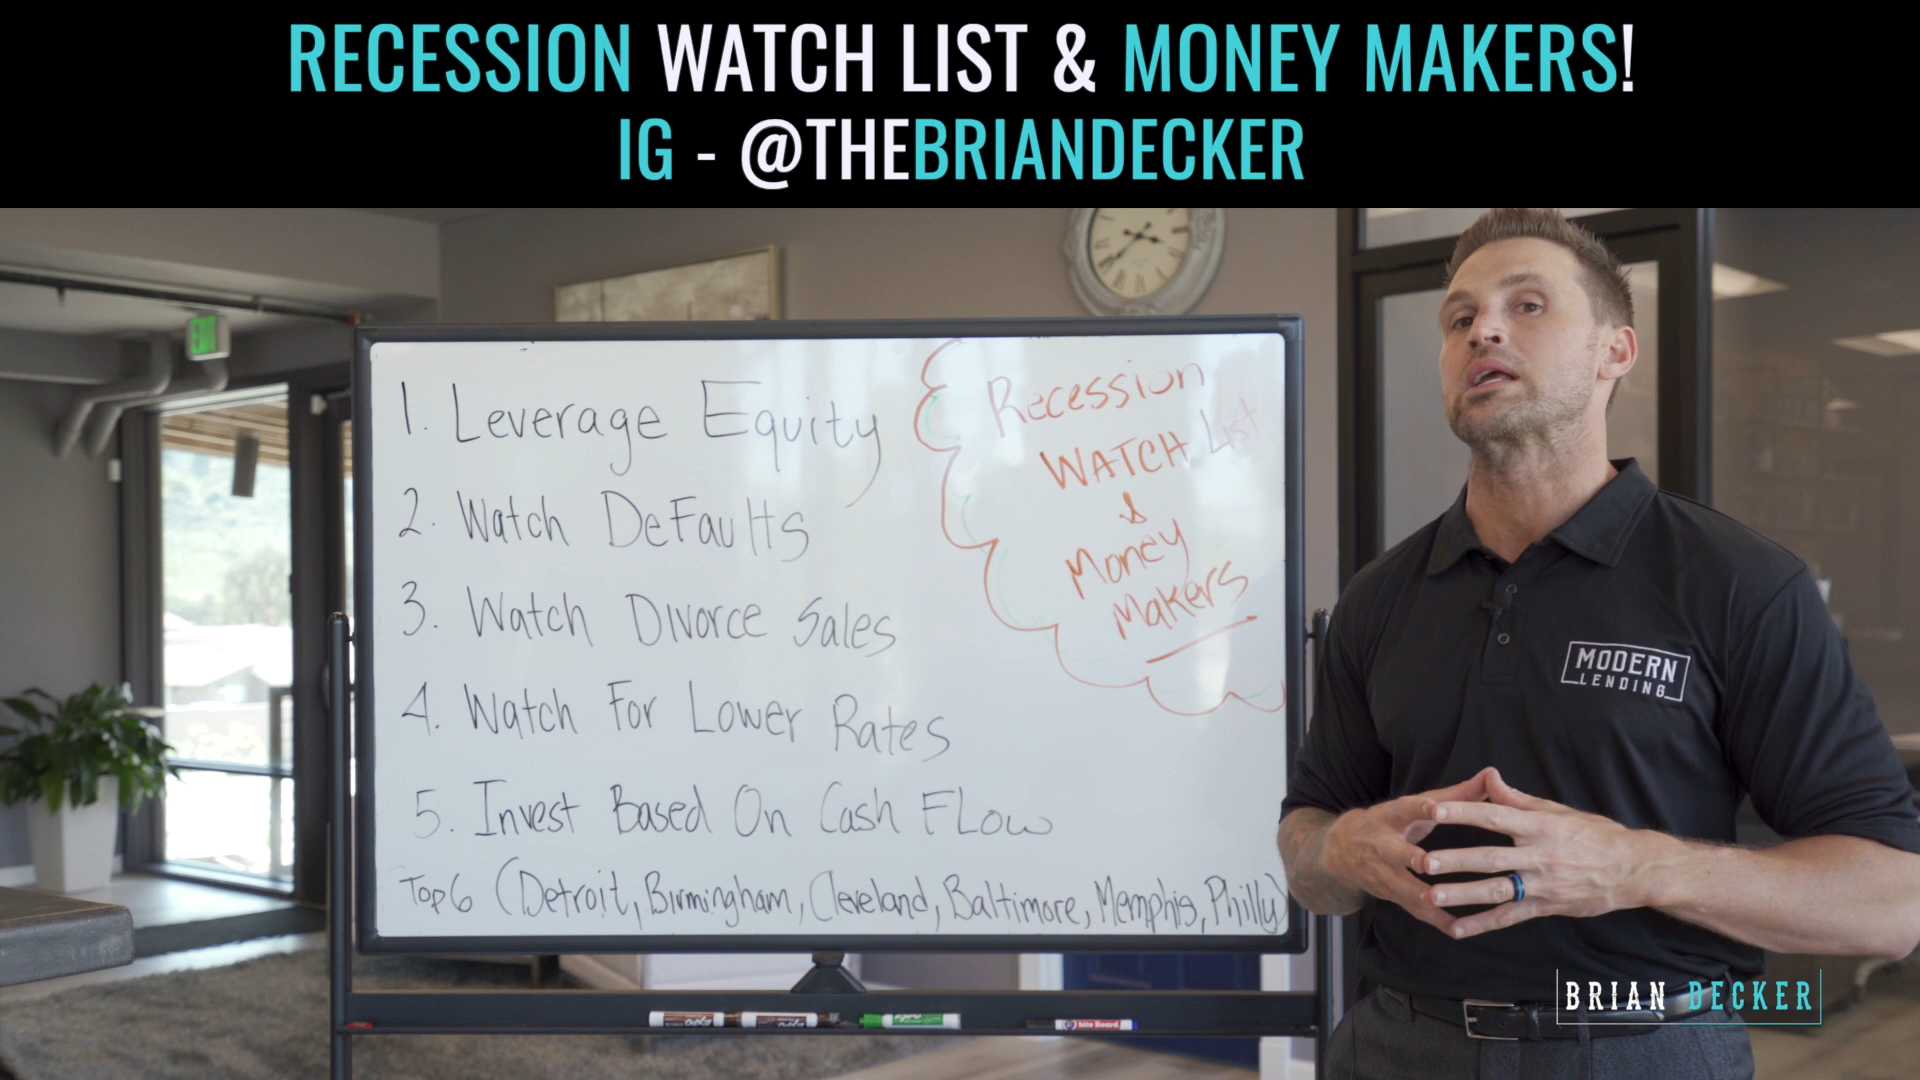 RECESSION WATCH LIST & MONEY MAKERS!
IG - @THEBRIANDECKER
1. Leverage Equity
2. Watch DeFaults
3. Watch Divorce Sales
4. Watch For Lower Rates
5. Invest Based On Cash FLow
Top 6 (Detroit, Birmingham, Cleveland, Baltimore, Memphis, Philly)
Recession
WATCH List
&
Money
Makers
MODERN
LENDING
BRIAN DECKER